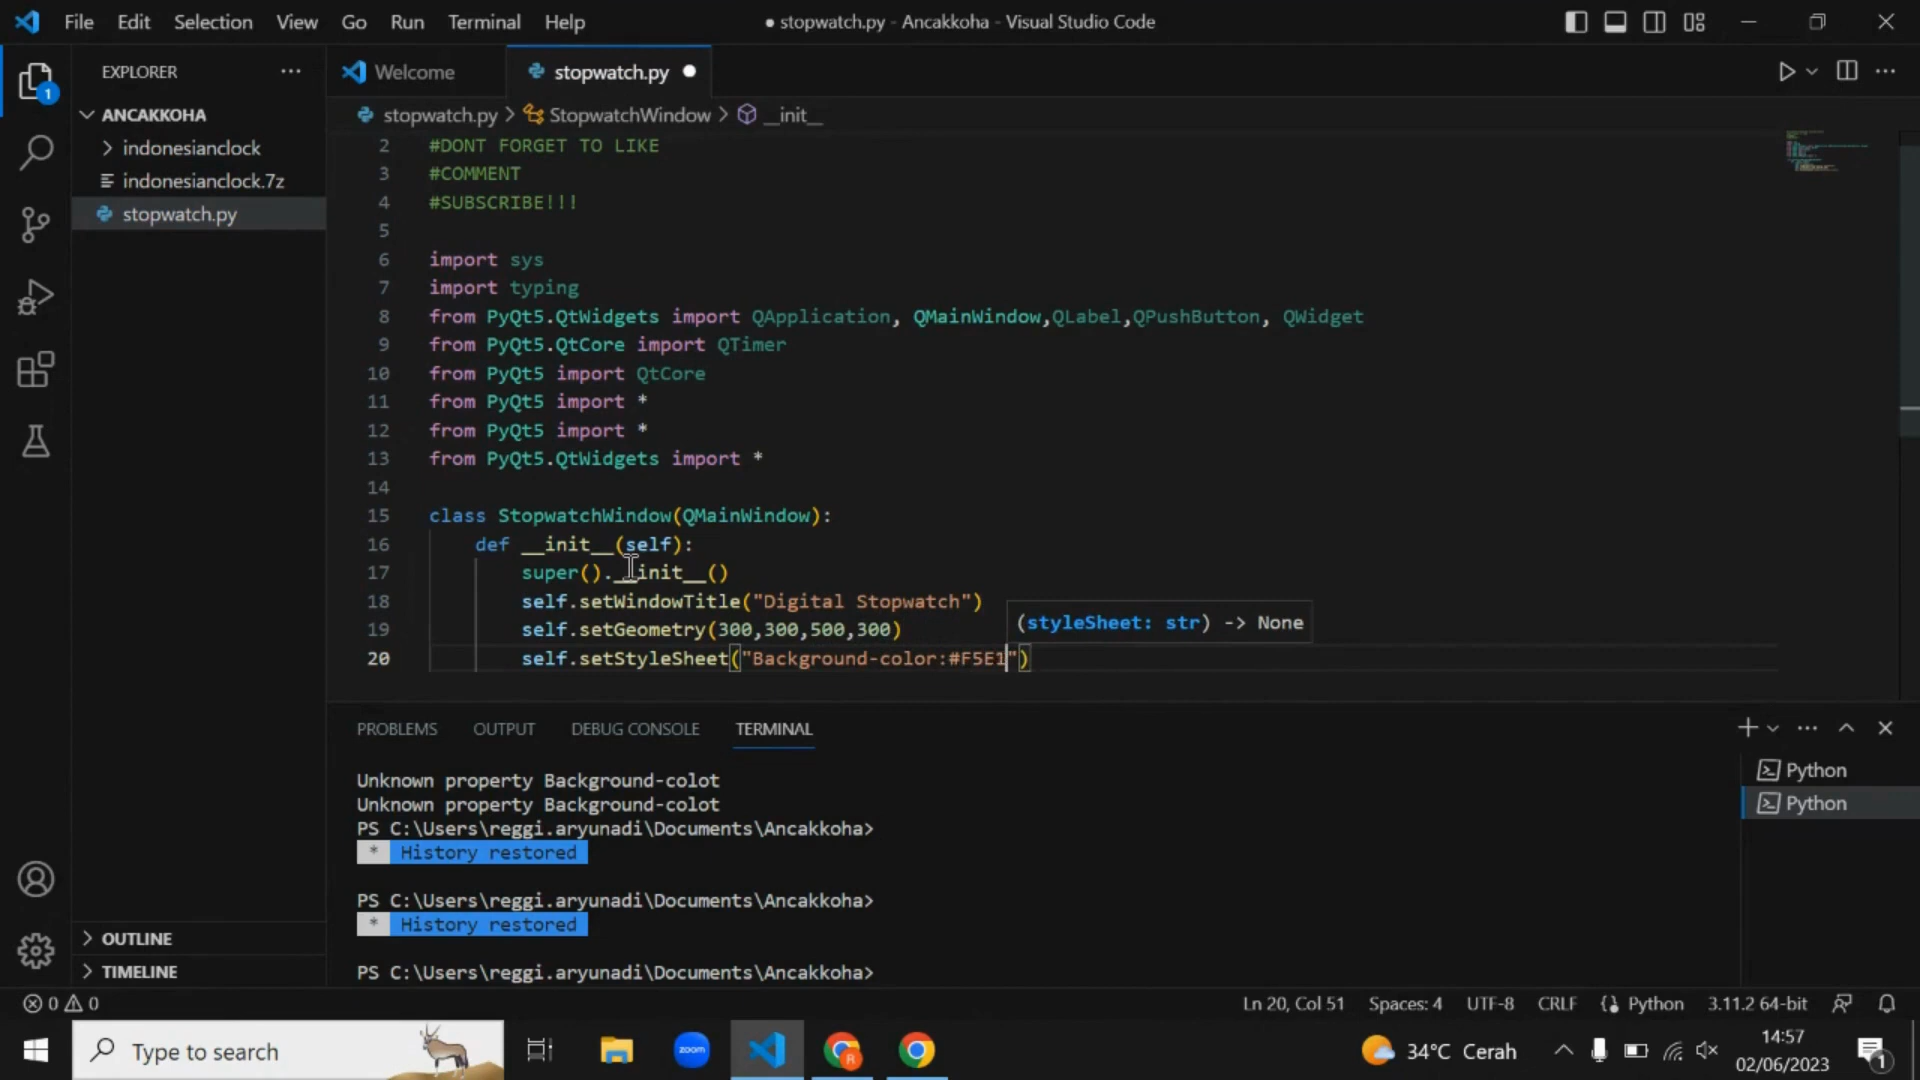 File Edit Selection View Go Run Terminal Help
● stopwatch.py - Ancakkoha - Visual Studio Code
EXPLORER
ANCAKKOHA
indonesianclock
indonesianclock.7z
stopwatch.py
1
Welcome
stopwatch.py
stopwatch.py > StopwatchWindow > __init__
2 #DONT FORGET TO LIKE
3 #COMMENT
4 #SUBSCRIBE!!!
5
6 import sys
7 import typing
8 from PyQt5.QtWidgets import QApplication, QMainWindow,QLabel,QPushButton, QWidget
9 from PyQt5.QtCore import QTimer
10 from PyQt5 import QtCore
11 from PyQt5 import *
12 from PyQt5 import *
13 from PyQt5.QtWidgets import *
14
15 class StopwatchWindow(QMainWindow):
16 def __init__(self):
17 super().__init__()
18 self.setWindowTitle("Digital Stopwatch")
19 self.setGeometry(300,300,500,300)
(styleSheet: str) -> None
20 self.setStyleSheet("Background-color:#F5E1")
PROBLEMS OUTPUT DEBUG CONSOLE TERMINAL
Unknown property Background-colot
Unknown property Background-colot
PS C:\Users\reggi.aryunadi\Documents\Ancakkoha>
* History restored
PS C:\Users\reggi.aryunadi\Documents\Ancakkoha>
* History restored
PS C:\Users\reggi.aryunadi\Documents\Ancakkoha>
Python
Python
OUTLINE
TIMELINE
0 0
Ln 20, Col 51 Spaces: 4 UTF-8 CRLF Python 3.11.2 64-bit
Type to search
zoom
R
34°C Cerah
14:57
02/06/2023
1